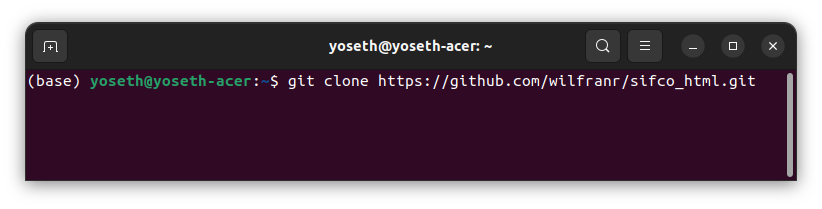 yoseth@yoseth-acer: ~
(base) yoseth@yoseth-acer:~$ git clone https://github.com/wilfranr/sifco_html.git